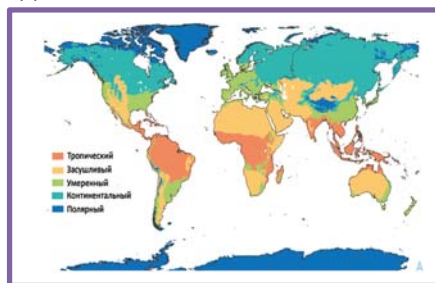 Тропический
Засушливый
Умеренный
Континентальный
Полярный